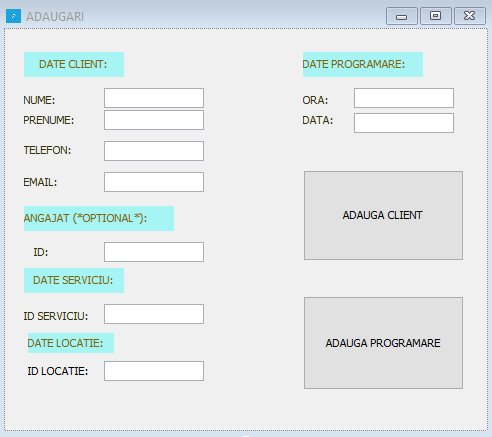 ADAUGARI
DATE CLIENT:
NUME:
PRENUME:
TELEFON:
EMAIL:
ANGAJAT (*OPTIONAL*):
ID:
DATE SERVICIU:
ID SERVICIU:
DATE LOCATIE:
ID LOCATIE:
DATE PROGRAMARE:
ORA:
DATA:
ADAUGA CLIENT
ADAUGA PROGRAMARE